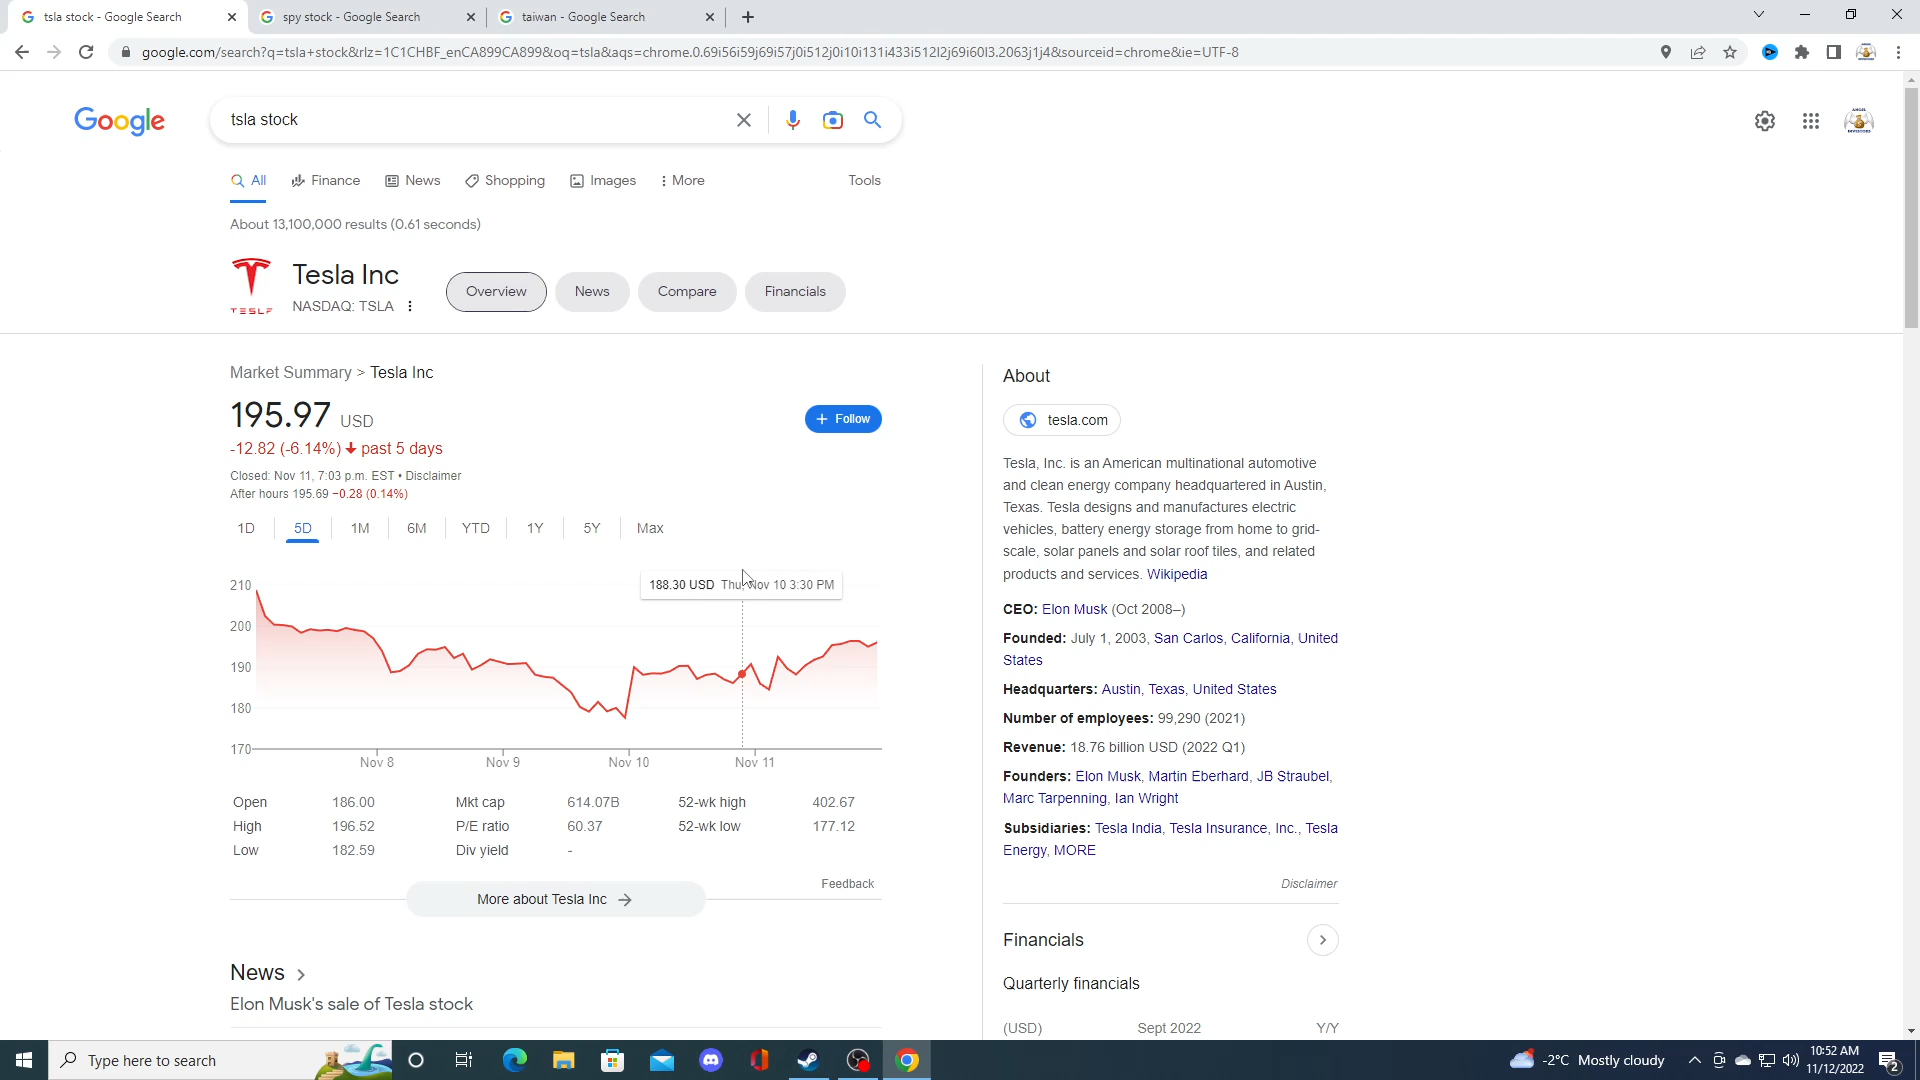 tsla stock - Google Search
spy stock - Google Search
taiwan - Google Search
google.com/search?q=tsla+stock&rlz=1C1CHBF_enCA899CA899&oq=tsla&aqs=chrome.0.69i56i59j69i57j0i512j0i10i131i433i512l2j69i60l3.2063j1j4&sourceid=chrome&ie=UTF-8
Google
tsla stock
All
Finance
News
Shopping
Images
More
Tools
About 13,100,000 results (0.61 seconds)
Tesla Inc
NASDAQ: TSLA
Overview
News
Compare
Financials
Market Summary > Tesla Inc
195.97 USD
Follow
-12.82 (-6.14%) past 5 days
Closed: Nov 11, 7:03 p.m. EST • Disclaimer
After hours 195.69 −0.28 (0.14%)
1D
5D
1M
6M
YTD
1Y
5Y
Max
188.30 USD Thu, Nov 10 3:30 PM
210
200
190
180
170
Nov 8
Nov 9
Nov 10
Nov 11
Open 186.00 Mkt cap 614.07B 52-wk high 402.67
High 196.52 P/E ratio 60.37 52-wk low 177.12
Low 182.59 Div yield -
Feedback
More about Tesla Inc
News
Elon Musk's sale of Tesla stock
About
tesla.com
Tesla, Inc. is an American multinational automotive
and clean energy company headquartered in Austin,
Texas. Tesla designs and manufactures electric
vehicles, battery energy storage from home to grid-
scale, solar panels and solar roof tiles, and related
products and services. Wikipedia
CEO: Elon Musk (Oct 2008–)
Founded: July 1, 2003, San Carlos, California, United
States
Headquarters: Austin, Texas, United States
Number of employees: 99,290 (2021)
Revenue: 18.76 billion USD (2022 Q1)
Founders: Elon Musk, Martin Eberhard, JB Straubel,
Marc Tarpenning, Ian Wright
Subsidiaries: Tesla India, Tesla Insurance, Inc., Tesla
Energy, MORE
Disclaimer
Financials
Quarterly financials
(USD) Sept 2022 Y/Y
Type here to search
-2°C Mostly cloudy
10:52 AM
11/12/2022
2